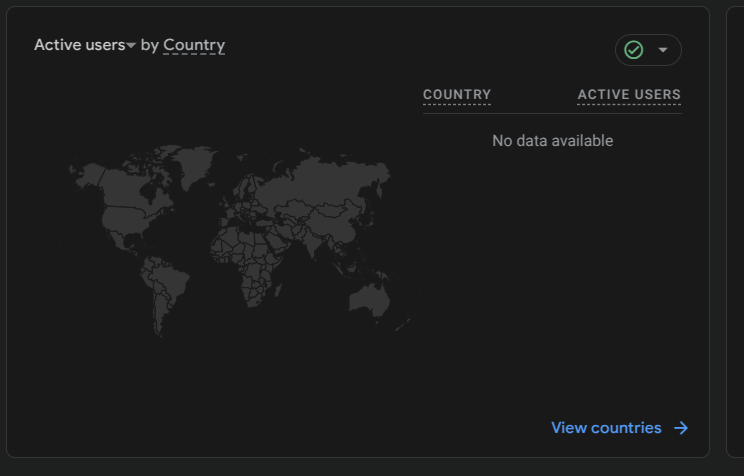 Active users by Country
COUNTRY ACTIVE USERS
No data available
View countries